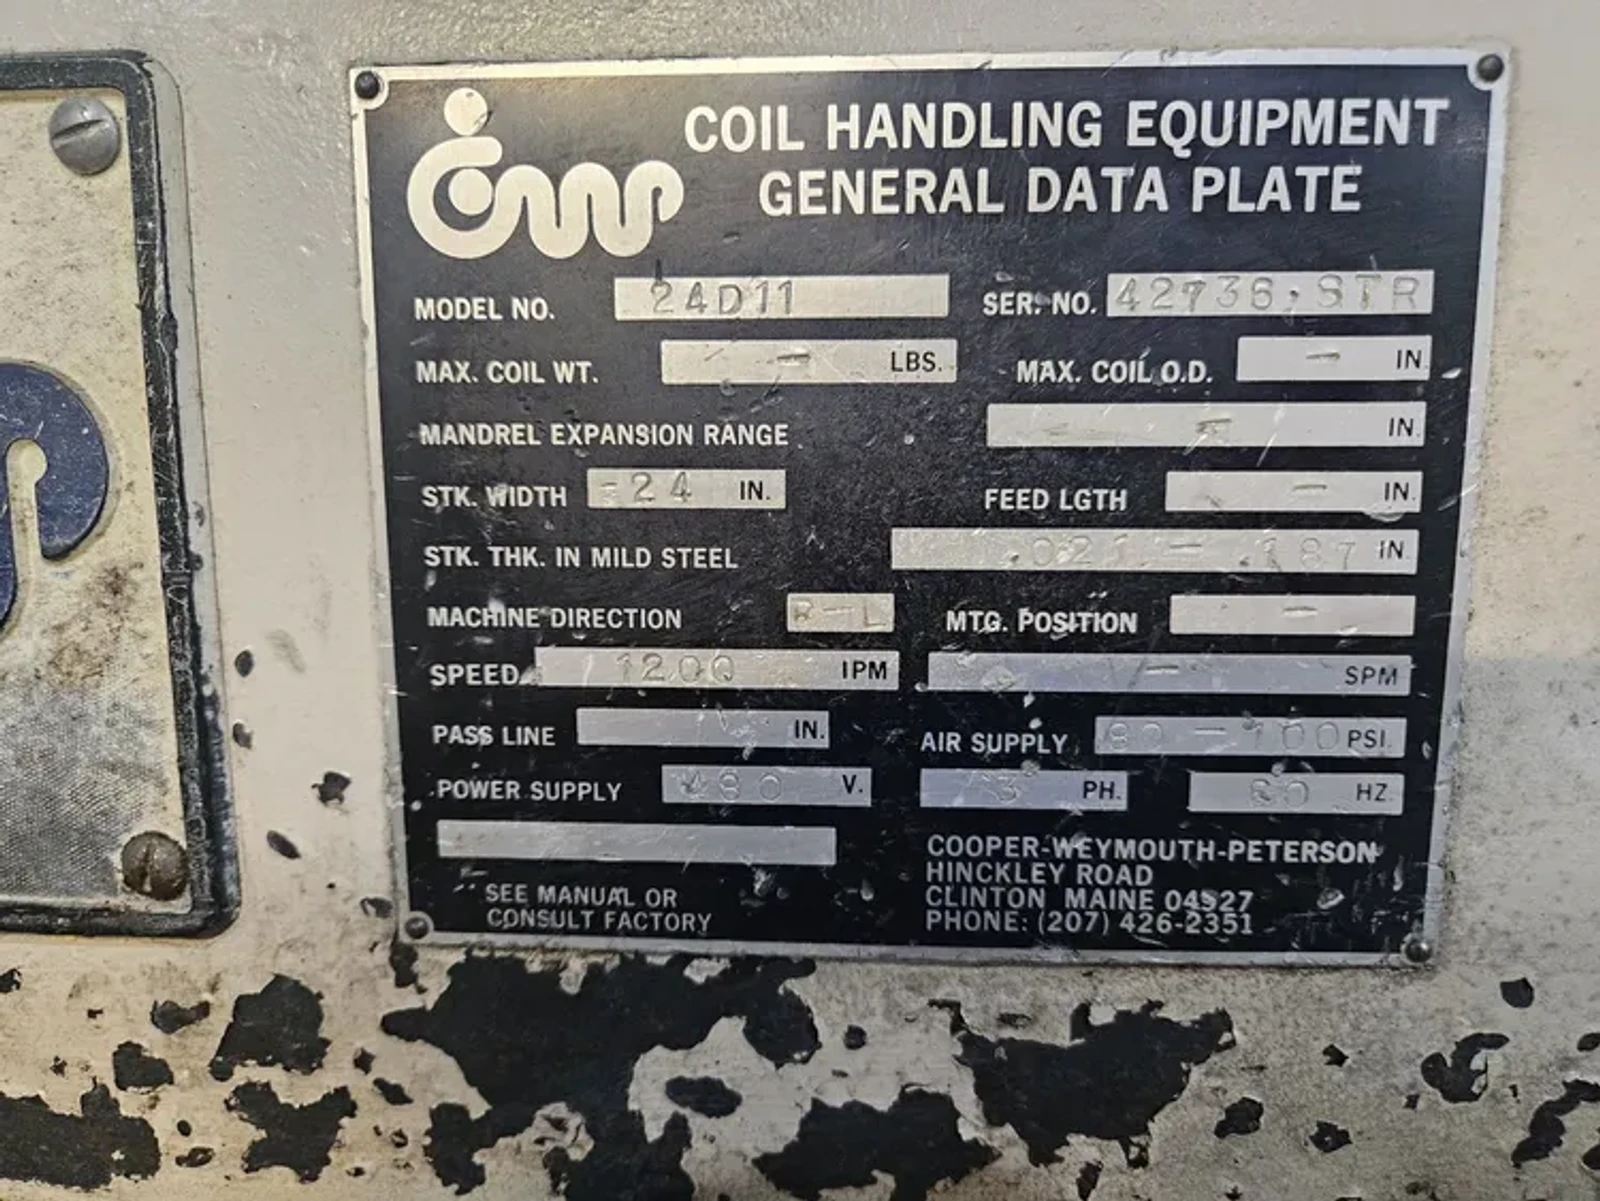 cwp COIL HANDLING EQUIPMENT
GENERAL DATA PLATE
MODEL NO. 24D11 SER. NO. 42736-STR
MAX. COIL WT. - LBS. MAX. COIL O.D. - IN.
MANDREL EXPANSION RANGE - IN.
STK. WIDTH -24 IN. FEED LGTH - IN.
STK. THK. IN MILD STEEL .021 - .187 IN.
MACHINE DIRECTION R-L MTG. POSITION -
SPEED 1200 IPM - SPM
PASS LINE IN. AIR SUPPLY 80 - 100 PSI
POWER SUPPLY 480 V. 3 PH. 60 HZ
SEE MANUAL OR
CONSULT FACTORY
COOPER-WEYMOUTH-PETERSON
HINCKLEY ROAD
CLINTON MAINE 04927
PHONE: (207) 426-2351